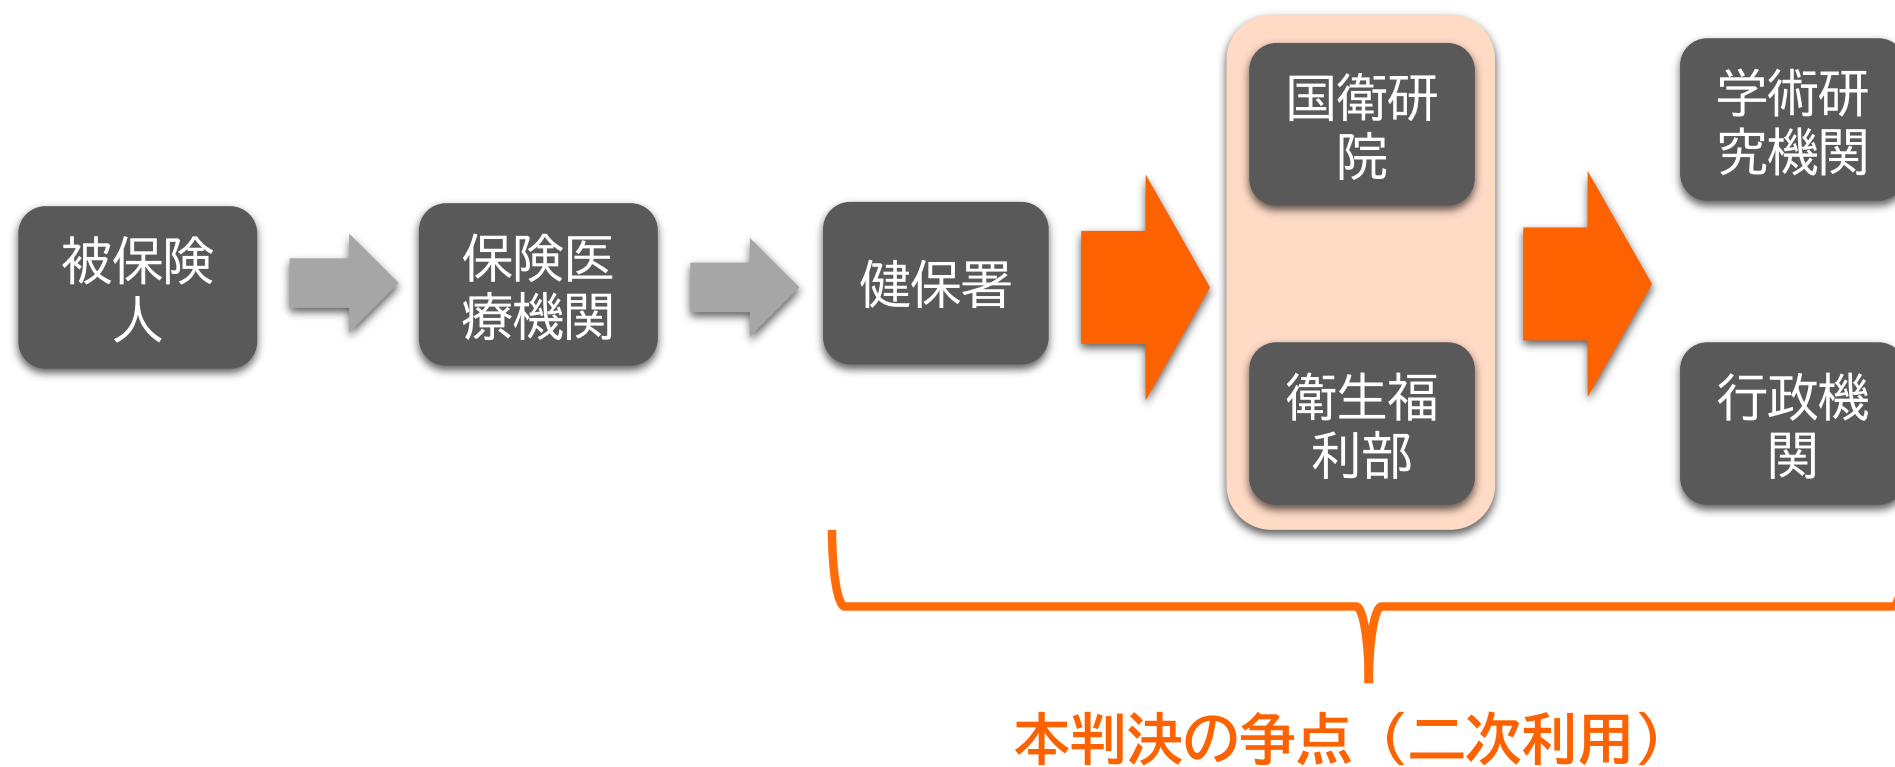 被保険
人
保険医
療機関
健保署
国衛研
院
衛生福
利部
学術研
究機関
行政機
関
本判決の争点（二次利用）